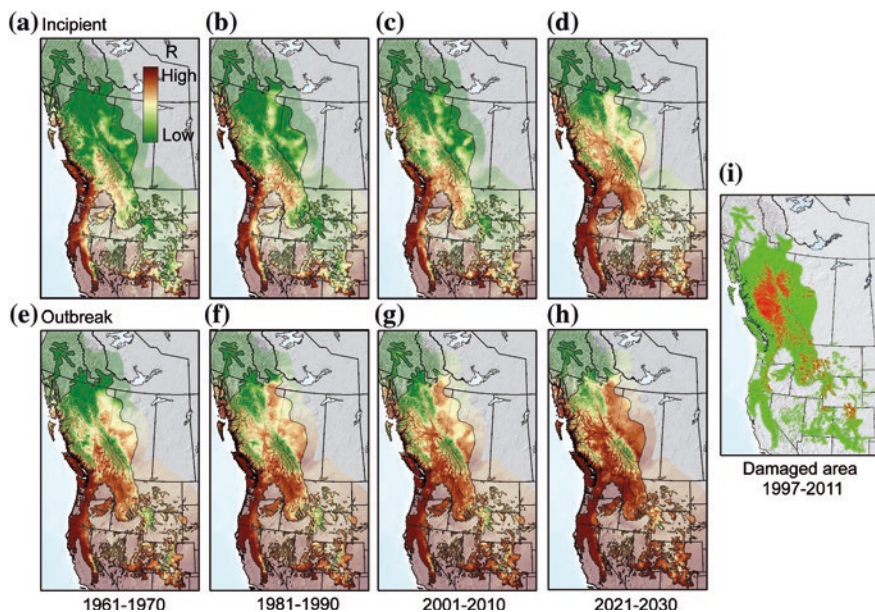 (a) Incipient (b) (c) (d)
R
High
Low
(i)
(e) Outbreak (f) (g) (h)
Damaged area
1997-2011
1961-1970 1981-1990 2001-2010 2021-2030